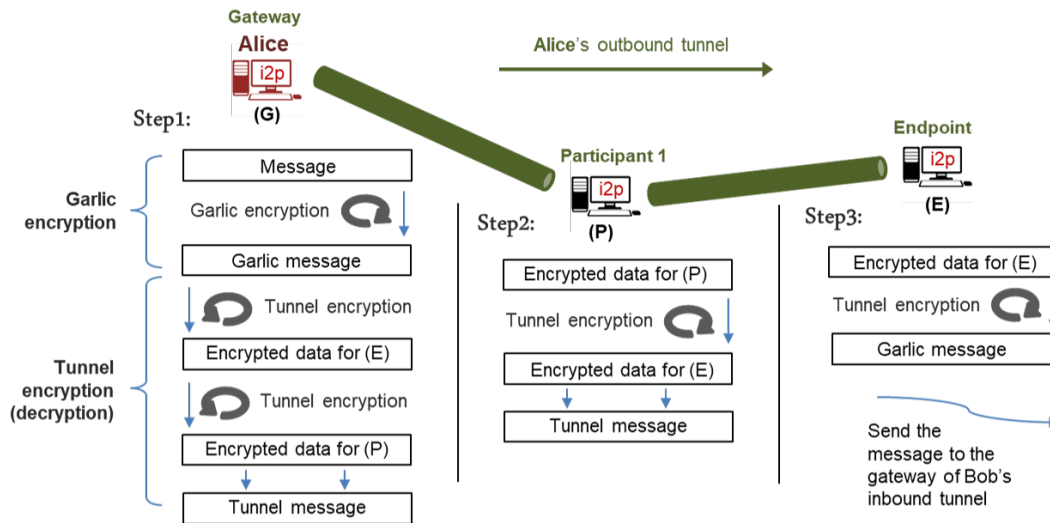 Gateway
Alice
i2p
(G)
Alice's outbound tunnel
Participant 1
i2p
(P)
Endpoint
i2p
(E)
Step1:
Garlic
encryption
Message
Garlic encryption
Garlic message
Tunnel
encryption
(decryption)
Tunnel encryption
Encrypted data for (E)
Tunnel encryption
Encrypted data for (P)
Tunnel message
Step2:
Encrypted data for (P)
Tunnel encryption
Encrypted data for (E)
Tunnel message
Step3:
Encrypted data for (E)
Tunnel encryption
Garlic message
Send the
message to the
gateway of Bob's
inbound tunnel